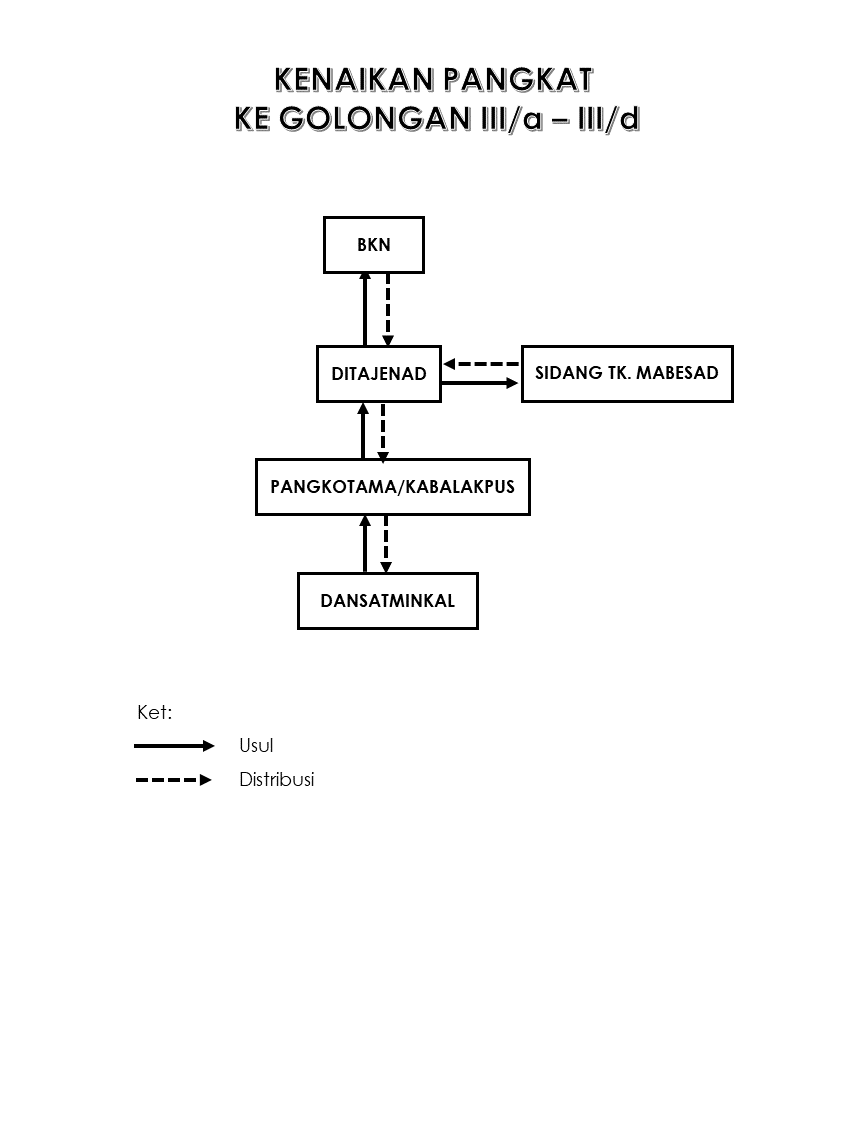 KENAIKAN PANGKAT
KE GOLONGAN III/a – III/d
BKN
DITAJENAD
SIDANG TK. MABESAD
PANGKOTAMA/KABALAKPUS
DANSATMINKAL
Ket:
Usul
Distribusi